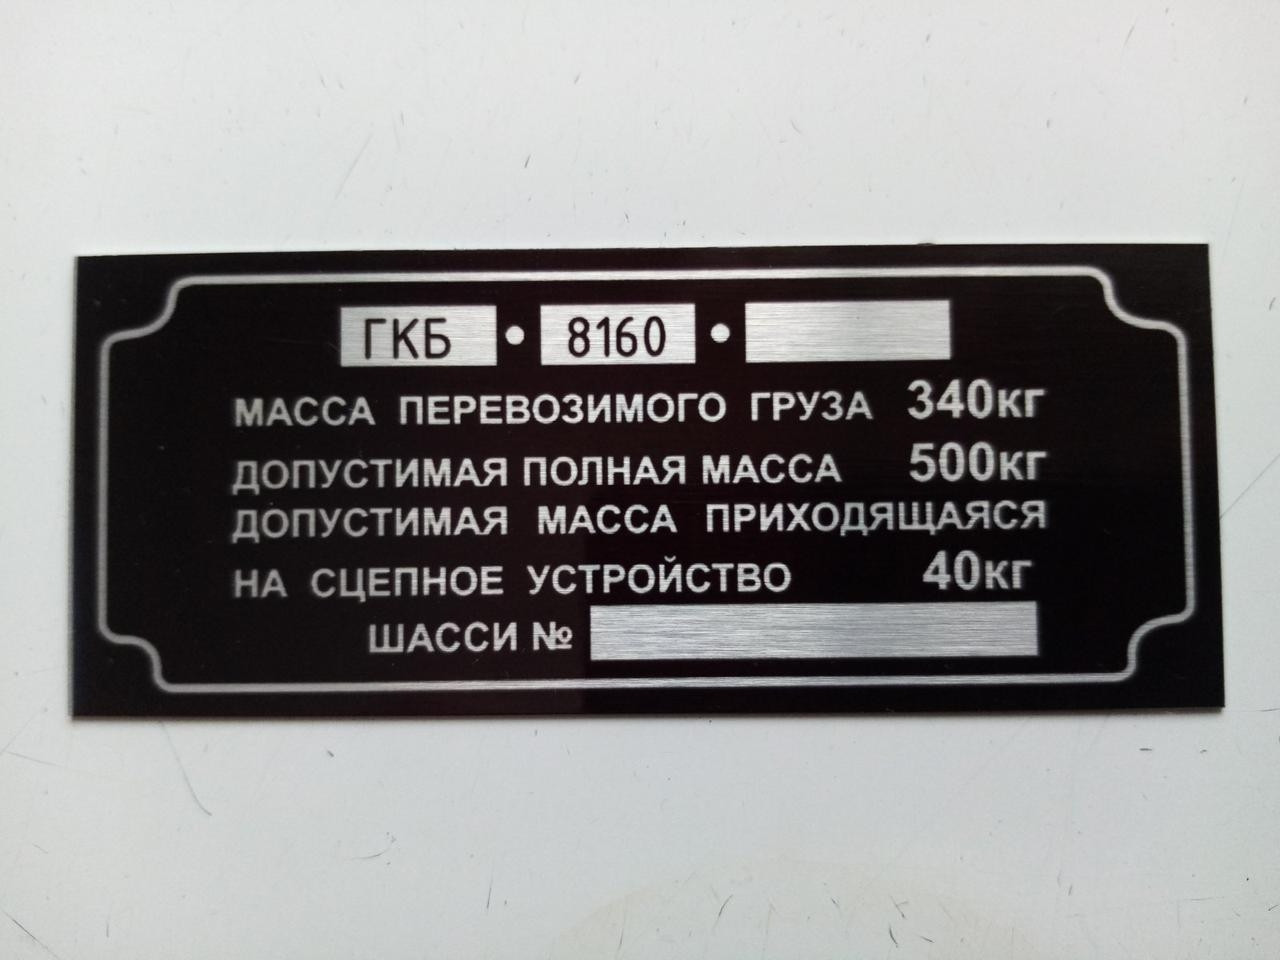 ГКБ • 8160 •
МАССА ПЕРЕВОЗИМОГО ГРУЗА 340кг
ДОПУСТИМАЯ ПОЛНАЯ МАССА 500кг
ДОПУСТИМАЯ МАССА ПРИХОДЯЩАЯСЯ
НА СЦЕПНОЕ УСТРОЙСТВО 40кг
ШАССИ №